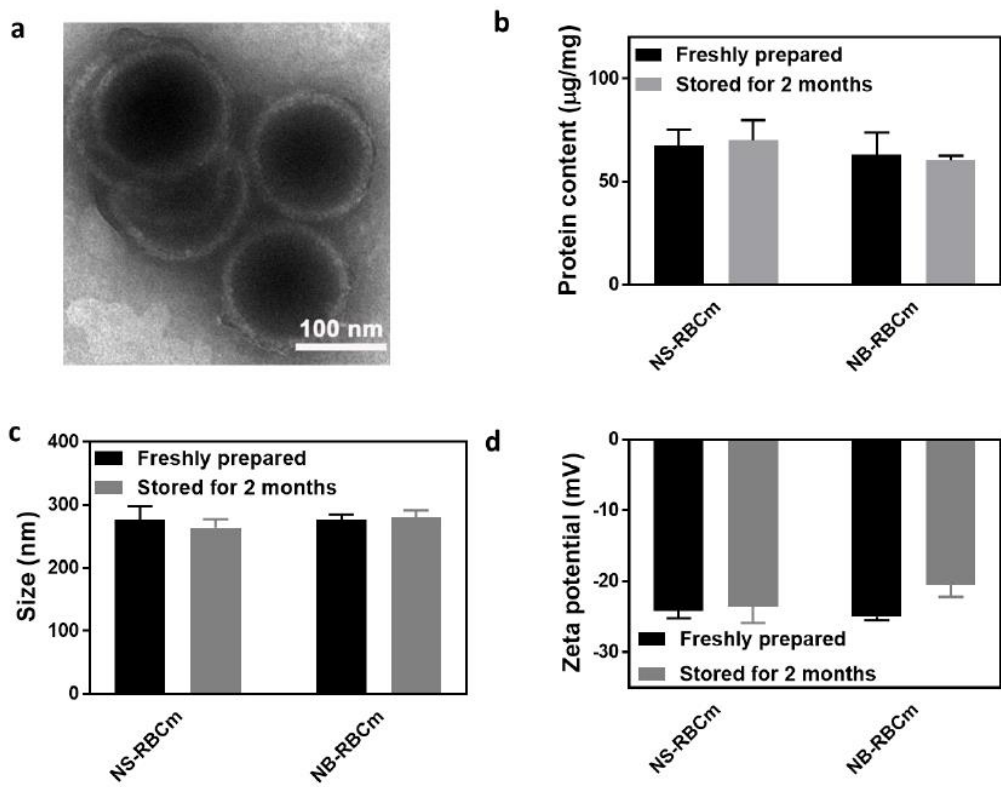 a
100 nm
b
Protein content (μg/mg)
100
50
0
Freshly prepared
Stored for 2 months
NS-RBCm
NB-RBCm
c
Size (nm)
400
300
200
100
0
Freshly prepared
Stored for 2 months
NS-RBCm
NB-RBCm
d
Zeta potential (mV)
0
-10
-20
-30
Freshly prepared
Stored for 2 months
NS-RBCm
NB-RBCm